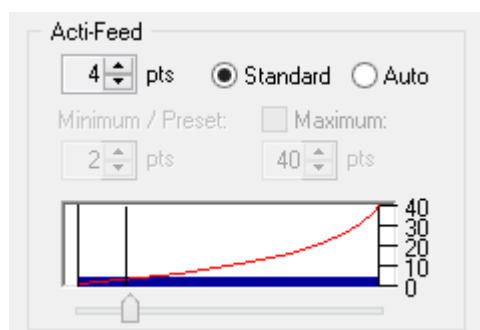 Acti-Feed
4 pts Standard Auto
Minimum / Preset: Maximum:
2 pts 40 pts
40
30
20
10
0